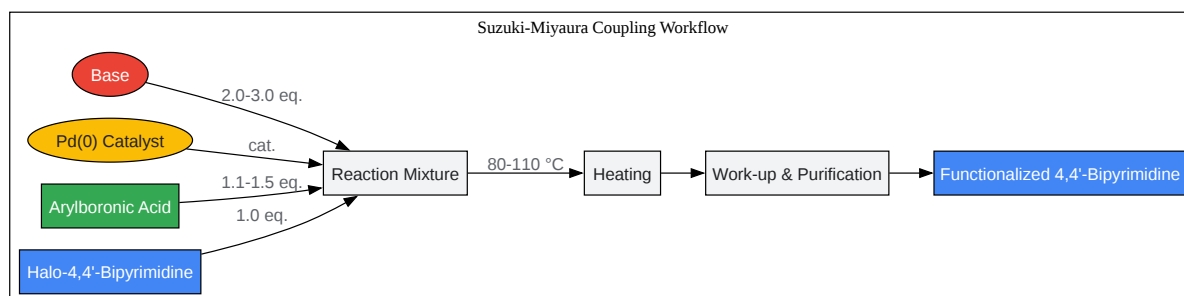 Suzuki-Miyaura Coupling Workflow
Base
2.0-3.0 eq.
Pd(0) Catalyst
cat.
Reaction Mixture
80-110 °C
Heating
Work-up & Purification
Functionalized 4,4'-Bipyrimidine
1.1-1.5 eq.
Arylboronic Acid
1.0 eq.
Halo-4,4'-Bipyrimidine